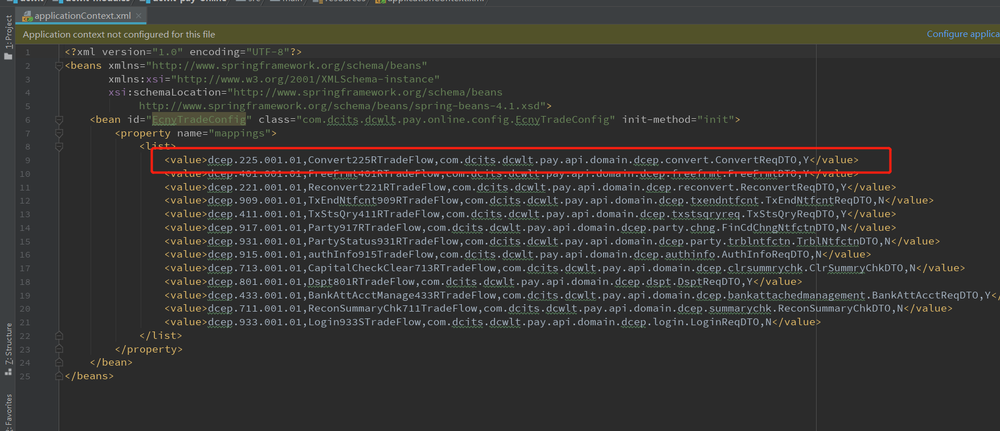 dcwlt dcwlt-modules dcwlt-pay-online src main resources applicationContext.xml
applicationContext.xml
Application context not configured for this file
Configure applica
1: Project
7: Structure
2: Favorites
1 <?xml version="1.0" encoding="UTF-8"?>
2 <beans xmlns="http://www.springframework.org/schema/beans"
3 xmlns:xsi="http://www.w3.org/2001/XMLSchema-instance"
4 xsi:schemaLocation="http://www.springframework.org/schema/beans
5 http://www.springframework.org/schema/beans/spring-beans-4.1.xsd">
6 <bean id="EcnyTradeConfig" class="com.dcits.dcwlt.pay.online.config.EcnyTradeConfig" init-method="init">
7 <property name="mappings">
8 <list>
9 <value>dcep.225.001.01,Convert225RTradeFlow,com.dcits.dcwlt.pay.api.domain.dcep.convert.ConvertReqDTO,Y</value>
10 <value>dcep.401.001.01,FreeFrmt401RTradeFlow,com.dcits.dcwlt.pay.api.domain.dcep.freefrmt.FreeFrmtDTO,Y</value>
11 <value>dcep.221.001.01,Reconvert221RTradeFlow,com.dcits.dcwlt.pay.api.domain.dcep.reconvert.ReconvertReqDTO,Y</value>
12 <value>dcep.909.001.01,TxEndNtfcnt909RTradeFlow,com.dcits.dcwlt.pay.api.domain.dcep.txendntfcnt.TxEndNtfcntReqDTO,N</value>
13 <value>dcep.411.001.01,TxStsQry411RTradeFlow,com.dcits.dcwlt.pay.api.domain.dcep.txstsqryreq.TxStsQryReqDTO,Y</value>
14 <value>dcep.917.001.01,Party917RTradeFlow,com.dcits.dcwlt.pay.api.domain.dcep.party.chng.FinCdChngNtfctnDTO,N</value>
15 <value>dcep.931.001.01,PartyStatus931RTradeFlow,com.dcits.dcwlt.pay.api.domain.dcep.party.trblntfctn.TrblNtfctnDTO,N</value>
16 <value>dcep.915.001.01,authInfo915TradeFlow,com.dcits.dcwlt.pay.api.domain.dcep.authinfo.AuthInfoReqDTO,N</value>
17 <value>dcep.713.001.01,CapitalCheckClear713RTradeFlow,com.dcits.dcwlt.pay.api.domain.dcep.clrsummrychk.ClrSummryChkDTO,N</value>
18 <value>dcep.801.001.01,Dspt801RTradeFlow,com.dcits.dcwlt.pay.api.domain.dcep.dspt.DsptReqDTO,Y</value>
19 <value>dcep.433.001.01,BankAttAcctManage433RTradeFlow,com.dcits.dcwlt.pay.api.domain.dcep.bankattachedmanagement.BankAttAcctReqDTO,Y</
20 <value>dcep.711.001.01,ReconSummaryChk711TradeFlow,com.dcits.dcwlt.pay.api.domain.dcep.summarychk.ReconSummaryChkDTO,N</value>
21 <value>dcep.933.001.01,Login933STradeFlow,com.dcits.dcwlt.pay.api.domain.dcep.login.LoginReqDTO,N</value>
22 </list>
23 </property>
24 </bean>
25 </beans>